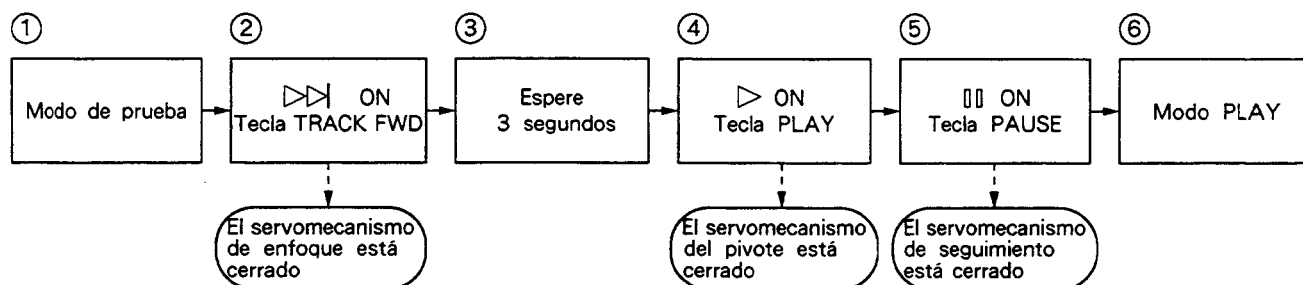 ①
②
③
④
⑤
⑥
Modo de prueba
ON
Tecla TRACK FWD
Espere
3 segundos
ON
Tecla PLAY
ON
Tecla PAUSE
Modo PLAY
El servomecanismo
de enfoque está
cerrado
El servomecanismo
del pivote está
cerrado
El servomecanismo
de seguimiento
está cerrado